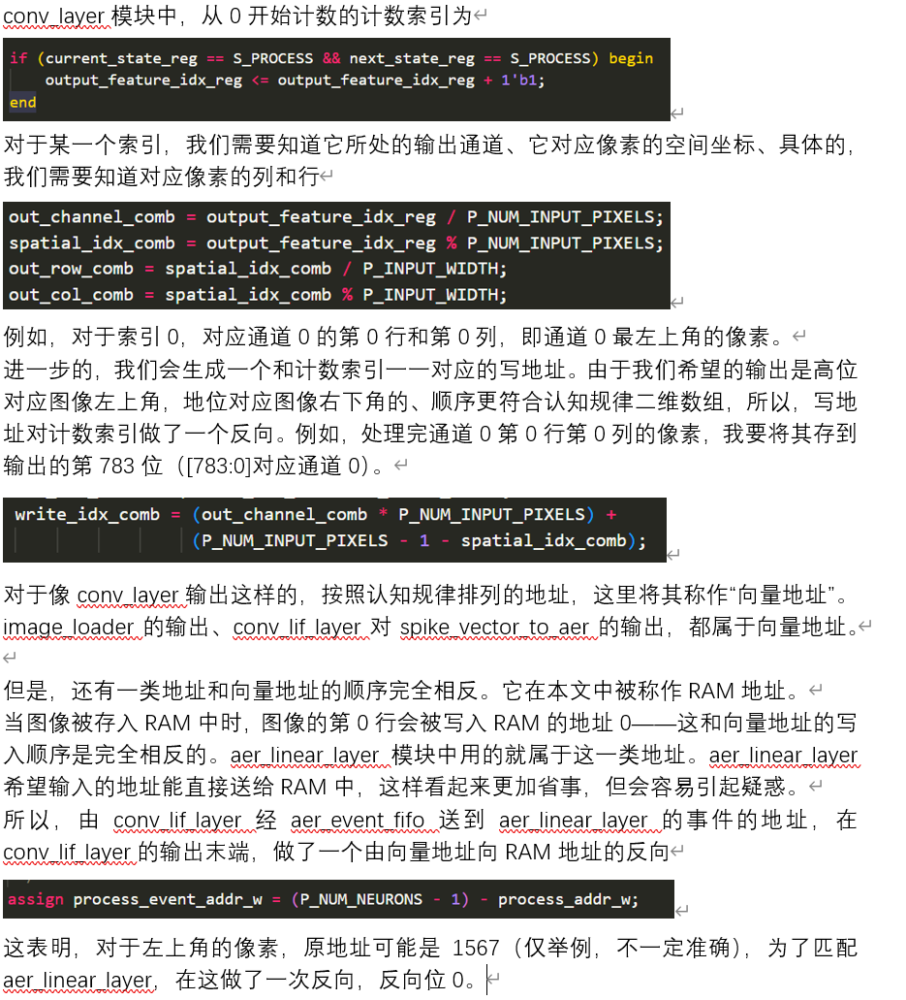 conv_layer 模块中，从 0 开始计数的计数索引为
if (current_state_reg == S_PROCESS && next_state_reg == S_PROCESS) begin
output_feature_idx_reg <= output_feature_idx_reg + 1'b1;
end
对于某一个索引，我们需要知道它所处的输出通道、它对应像素的空间坐标、具体的，
我们需要知道对应像素的列和行
out_channel_comb = output_feature_idx_reg / P_NUM_INPUT_PIXELS;
spatial_idx_comb = output_feature_idx_reg % P_NUM_INPUT_PIXELS;
out_row_comb = spatial_idx_comb / P_INPUT_WIDTH;
out_col_comb = spatial_idx_comb % P_INPUT_WIDTH;
例如，对于索引 0，对应通道 0 的第 0 行和第 0 列，即通道 0 最左上角的像素。
进一步的，我们会生成一个和计数索引一一对应的写地址。由于我们希望的输出是高位
对应图像左上角，地位对应图像右下角的、顺序更符合认知规律二维数组，所以，写地
址对计数索引做了一个反向。例如，处理完通道 0 第 0 行第 0 列的像素，我要将其存到
输出的第 783 位（[783:0]对应通道 0）。
write_idx_comb = (out_channel_comb * P_NUM_INPUT_PIXELS) +
(P_NUM_INPUT_PIXELS - 1 - spatial_idx_comb);
对于像 conv_layer 输出这样的，按照认知规律排列的地址，这里将其称作“向量地址”。
image_loader 的输出、conv_lif_layer 对 spike_vector_to_aer 的输出，都属于向量地址。
但是，还有一类地址和向量地址的顺序完全相反。它在本文中被称作 RAM 地址。
当图像被存入 RAM 中时，图像的第 0 行会被写入 RAM 的地址 0——这和向量地址的写
入顺序是完全相反的。aer_linear_layer 模块中用的就属于这一类地址。aer_linear_layer
希望输入的地址能直接送给 RAM 中，这样看起来更加省事，但会容易引起疑惑。
所以，由 conv_lif_layer 经 aer_event_fifo 送到 aer_linear_layer 的事件的地址，在
conv_lif_layer 的输出末端，做了一个由向量地址向 RAM 地址的反向
assign process_event_addr_w = (P_NUM_NEURONS - 1) - process_addr_w;
这表明，对于左上角的像素，原地址可能是 1567（仅举例，不一定准确），为了匹配
aer_linear_layer，在这做了一次反向，反向位 0。